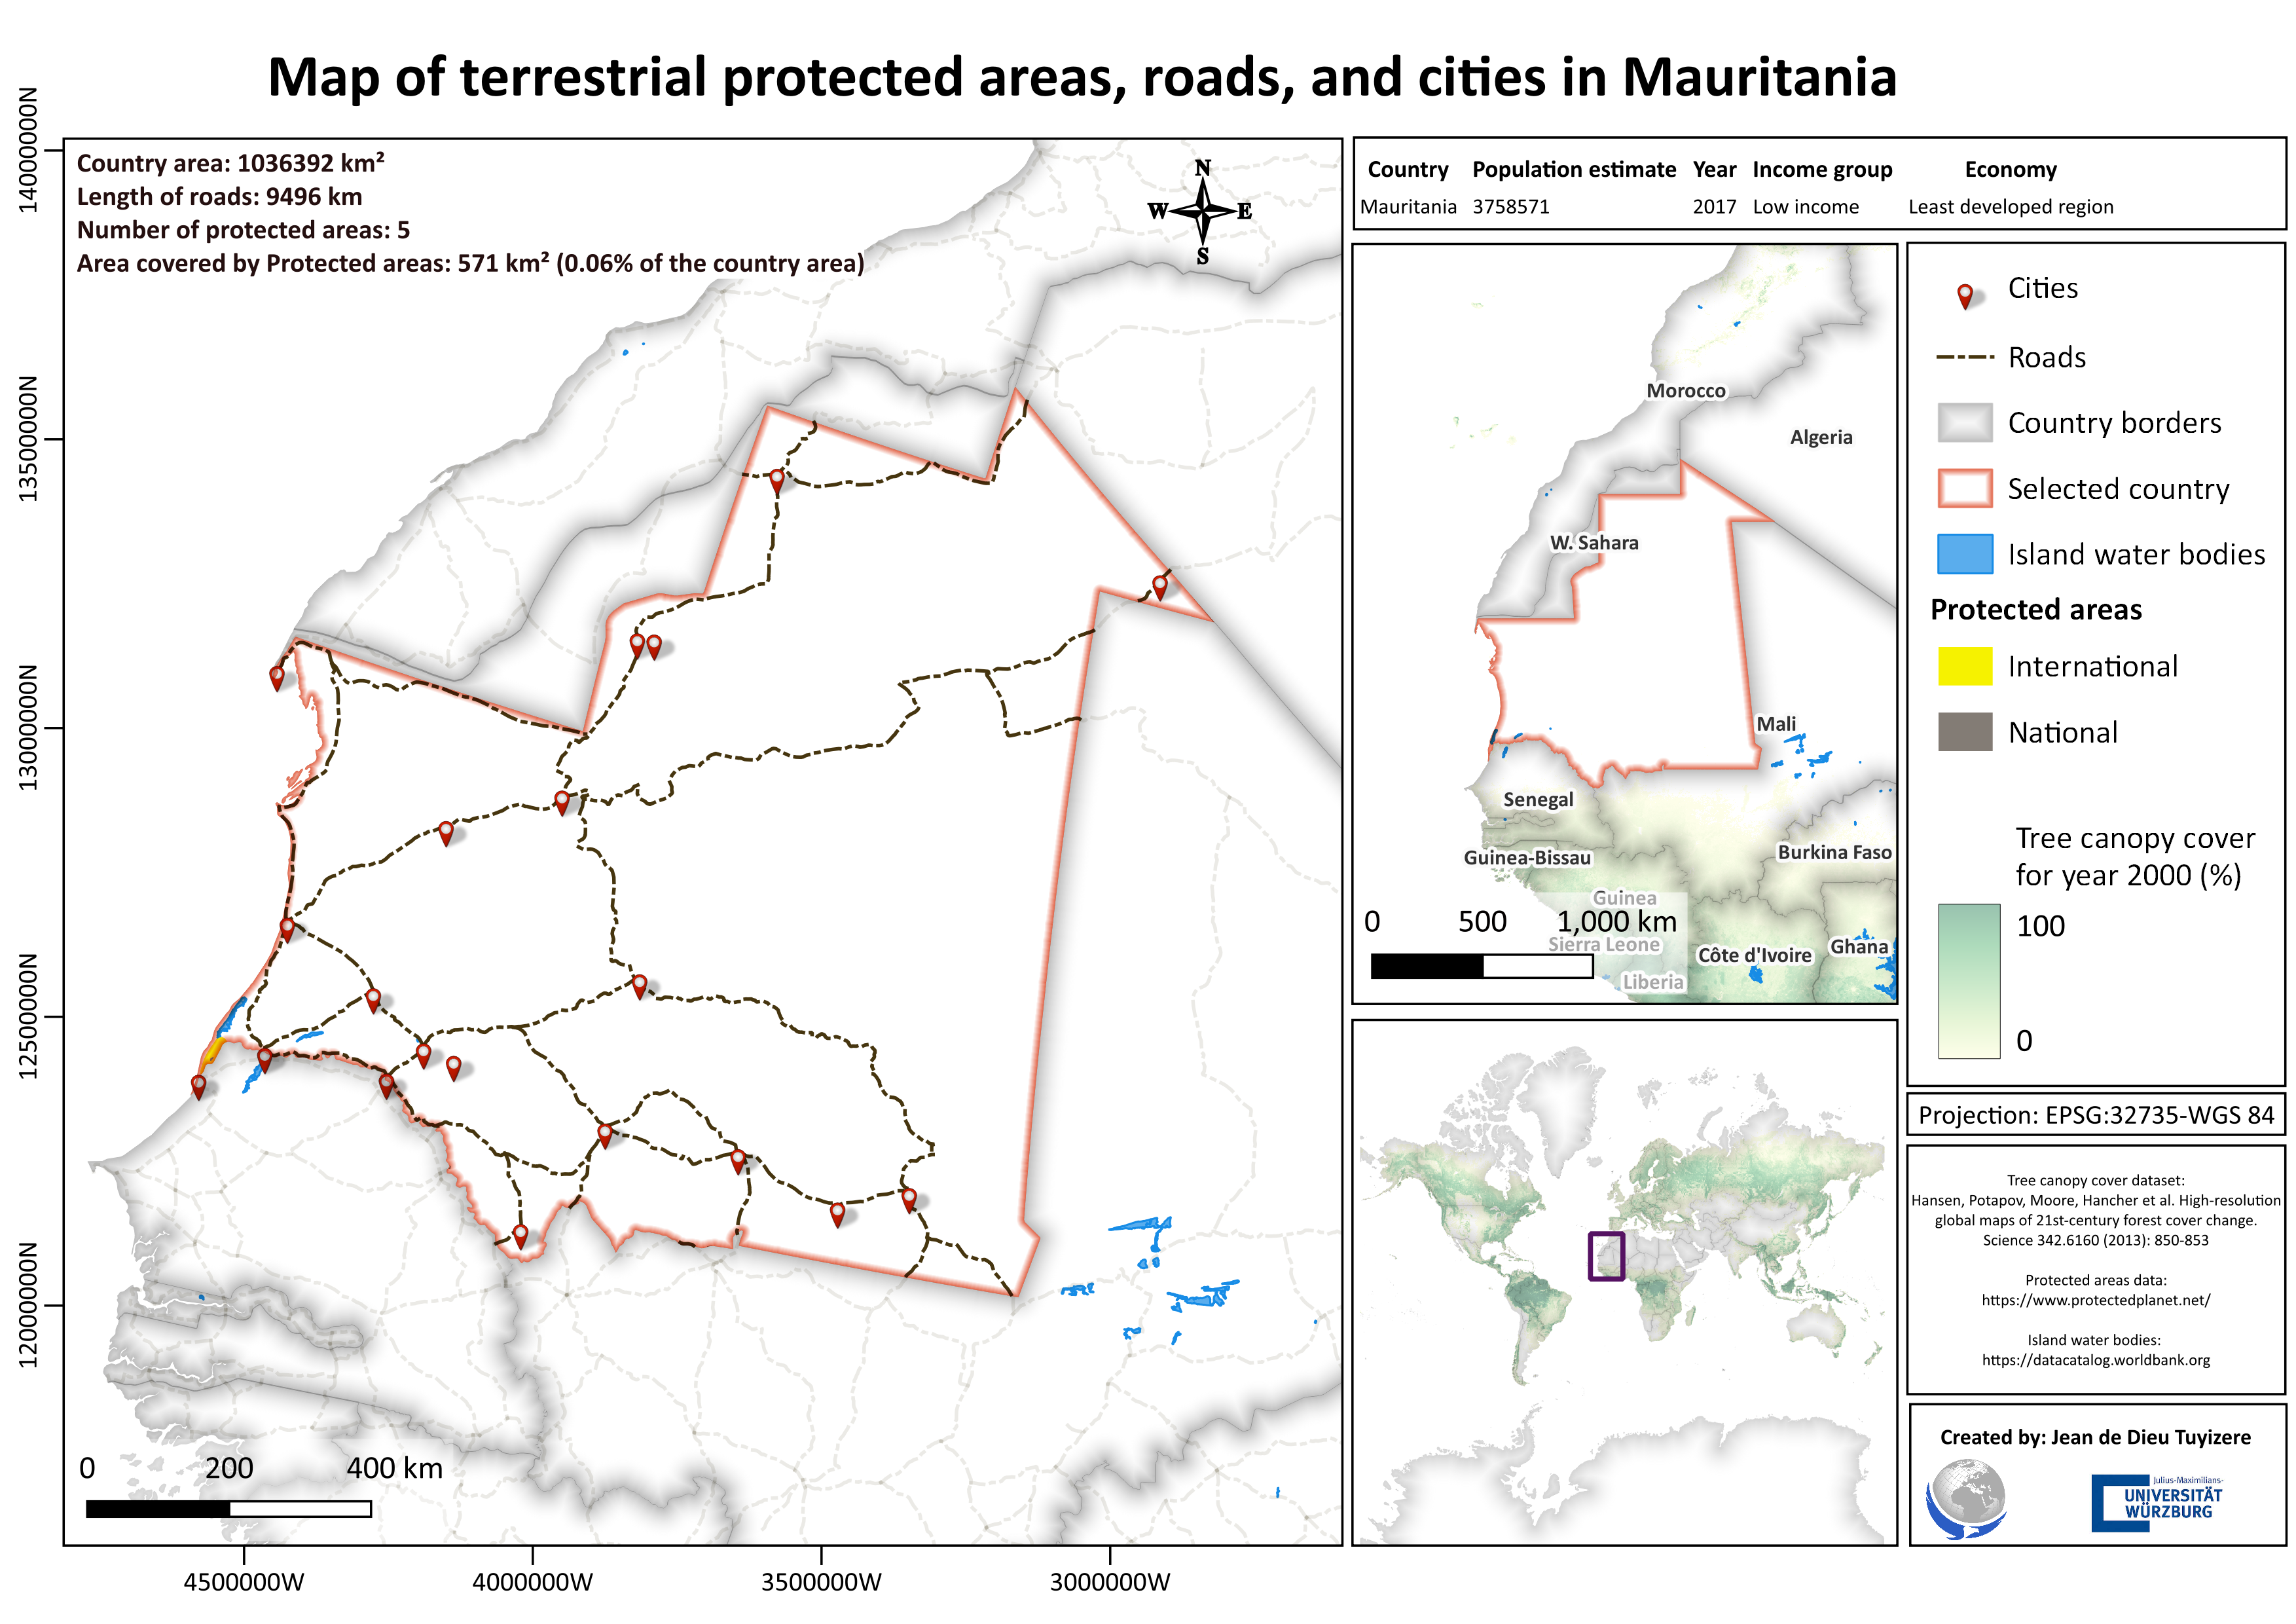 Map of terrestrial protected areas, roads, and cities in Mauritania
Country area: 1036392 km²
Length of roads: 9496 km
Number of protected areas: 5
Area covered by Protected areas: 571 km² (0.06% of the country area)
N
W E
S
1400000N
13500000N
13000000N
12500000N
12000000N
0 200 400 km
4500000W 4000000W 3500000W 3000000W
Country Population estimate Year Income group Economy
Mauritania 3758571 2017 Low income Least developed region
Morocco
Algeria
W. Sahara
Mali
Senegal
Burkina Faso
Guinea-Bissau
Guinea
0 500 1,000 km
Sierra Leone
Ghana
Côte d'Ivoire
Liberia
Cities
Roads
Country borders
Selected country
Island water bodies
Protected areas
International
National
Tree canopy cover
for year 2000 (%)
100
0
Projection: EPSG:32735-WGS 84
Tree canopy cover dataset:
Hansen, Potapov, Moore, Hancher et al. High-resolution
global maps of 21st-century forest cover change.
Science 342.6160 (2013): 850-853
Protected areas data:
https://www.protectedplanet.net/
Island water bodies:
https://datacatalog.worldbank.org
Created by: Jean de Dieu Tuyizere
Julius-Maximilians-
UNIVERSITÄT
WÜRZBURG